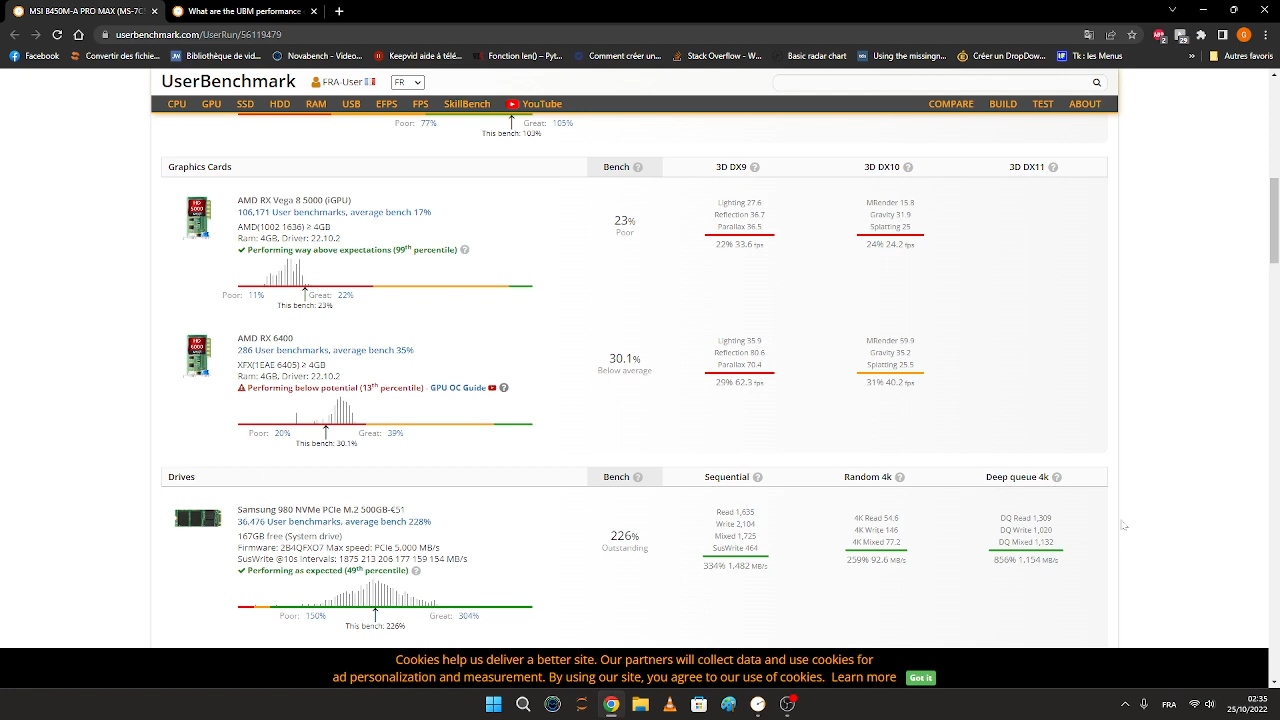 MSI B450M-A PRO MAX (MS-7C5
What are the UBM performance
userbenchmark.com/UserRun/56119479
Facebook Convertir des fichie... Bibliothèque de vid... Novabench - Video... Keepvid aide à télé... Fonction len() – Pyt... Comment créer un... Stack Overflow - W... Basic radar chart Using the missingn... Créer un DropDow... Tk : les Menus » Autres favoris
UserBenchmark FRA-User FR
CPU GPU SSD HDD RAM USB EFPS FPS SkillBench YouTube COMPARE BUILD TEST ABOUT
Poor: 77% Great: 105%
This bench: 103%
Graphics Cards Bench 3D DX9 3D DX10 3D DX11
AMD RX Vega 8 5000 (iGPU)
106,171 User benchmarks, average bench 17%
AMD(1002 1636) ≥ 4GB
Ram: 4GB, Driver: 22.10.2
Performing way above expectations (99th percentile)
Poor: 11% Great: 22%
This bench: 23%
23%
Poor
Lighting 27.6
Reflection 36.7
Parallax 36.5
22% 33.6 fps
MRender 15.8
Gravity 31.9
Splatting 25
24% 24.2 fps
AMD RX 6400
286 User benchmarks, average bench 35%
XFX(1EAE 6405) ≥ 4GB
Ram: 4GB, Driver: 22.10.2
Performing below potential (13th percentile) - GPU OC Guide
Poor: 20% Great: 39%
This bench: 30.1%
30.1%
Below average
Lighting 35.9
Reflection 80.6
Parallax 70.4
29% 62.3 fps
MRender 59.9
Gravity 35.2
Splatting 25.5
31% 40.2 fps
Drives Bench Sequential Random 4k Deep queue 4k
Samsung 980 NVMe PCIe M.2 500GB-€51
36,476 User benchmarks, average bench 228%
167GB free (System drive)
Firmware: 2B4QFXO7 Max speed: PCIe 5,000 MB/s
SusWrite @10s intervals: 1875 213 206 177 159 154 MB/s
Performing as expected (49th percentile)
Poor: 150% Great: 304%
This bench: 226%
226%
Outstanding
Read 1,635
Write 2,104
Mixed 1,725
SusWrite 464
334% 1,482 MB/s
4K Read 54.6
4K Write 146
4K Mixed 77.2
259% 92.6 MB/s
DQ Read 1,309
DQ Write 1,020
DQ Mixed 1,132
856% 1,154 MB/s
Cookies help us deliver a better site. Our partners will collect data and use cookies for
ad personalization and measurement. By using our site, you agree to our use of cookies. Learn more Got it
FRA 02:35
25/10/2022